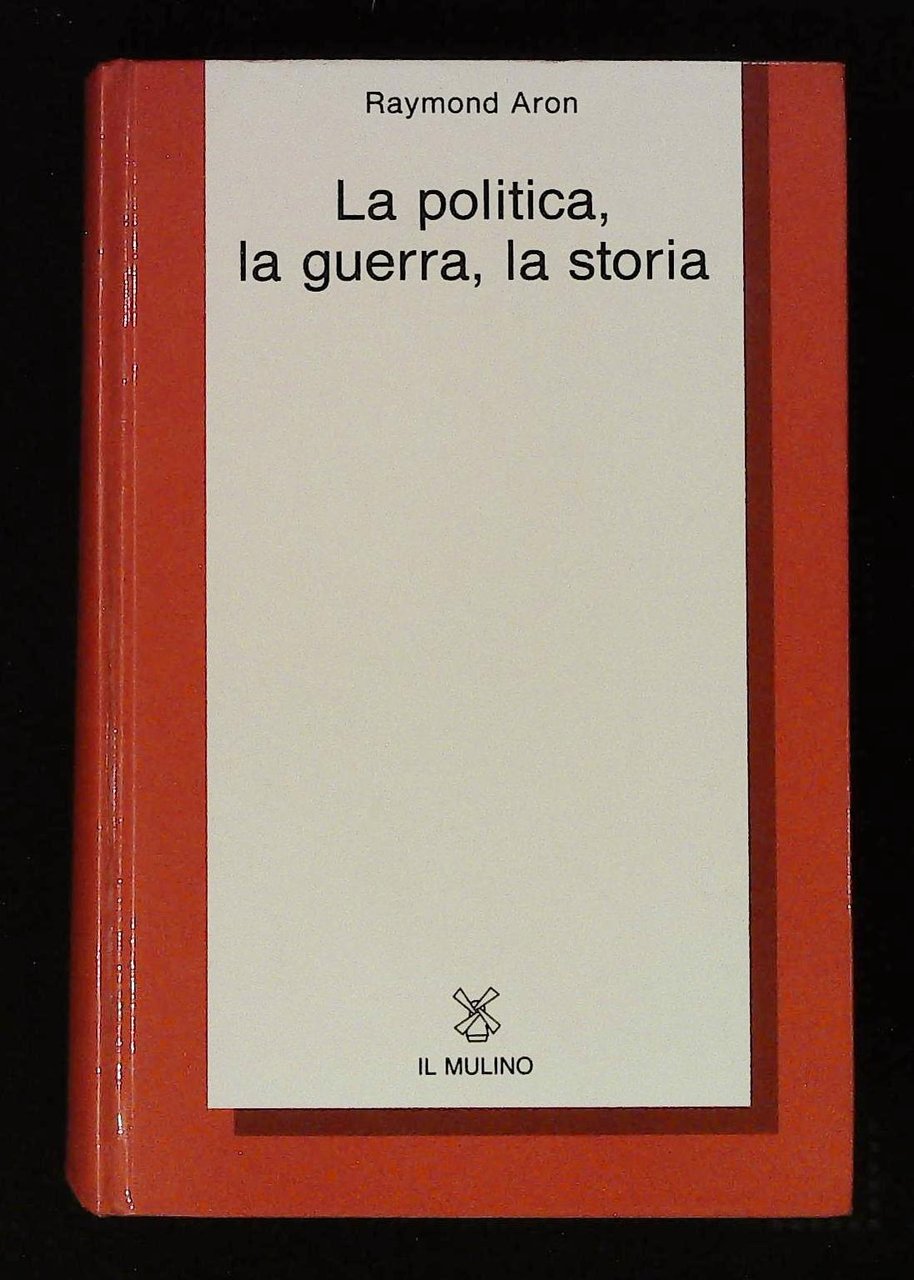 Raymond Aron
La politica,
la guerra, la storia
IL MULINO